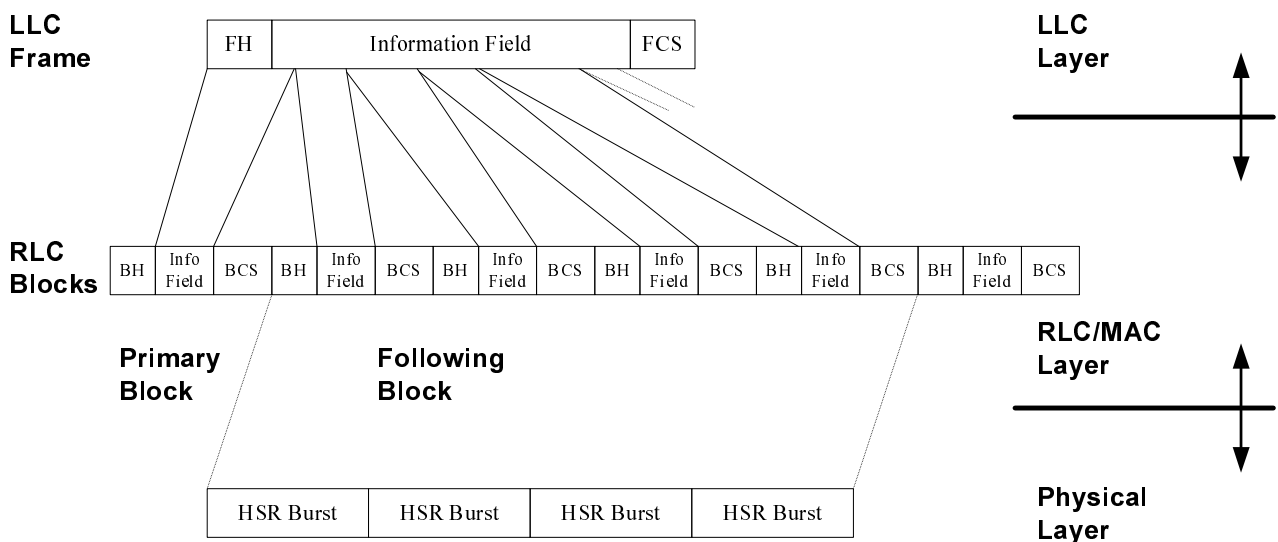 LLC
Frame
FH
Information Field
FCS
LLC
Layer
RLC
Blocks
BH
Info
Field
BCS
BH
Info
Field
BCS
BH
Info
Field
BCS
BH
Info
Field
BCS
BH
Info
Field
BCS
BH
Info
Field
BCS
Primary
Block
Following
Block
RLC/MAC
Layer
HSR Burst
HSR Burst
HSR Burst
HSR Burst
Physical
Layer